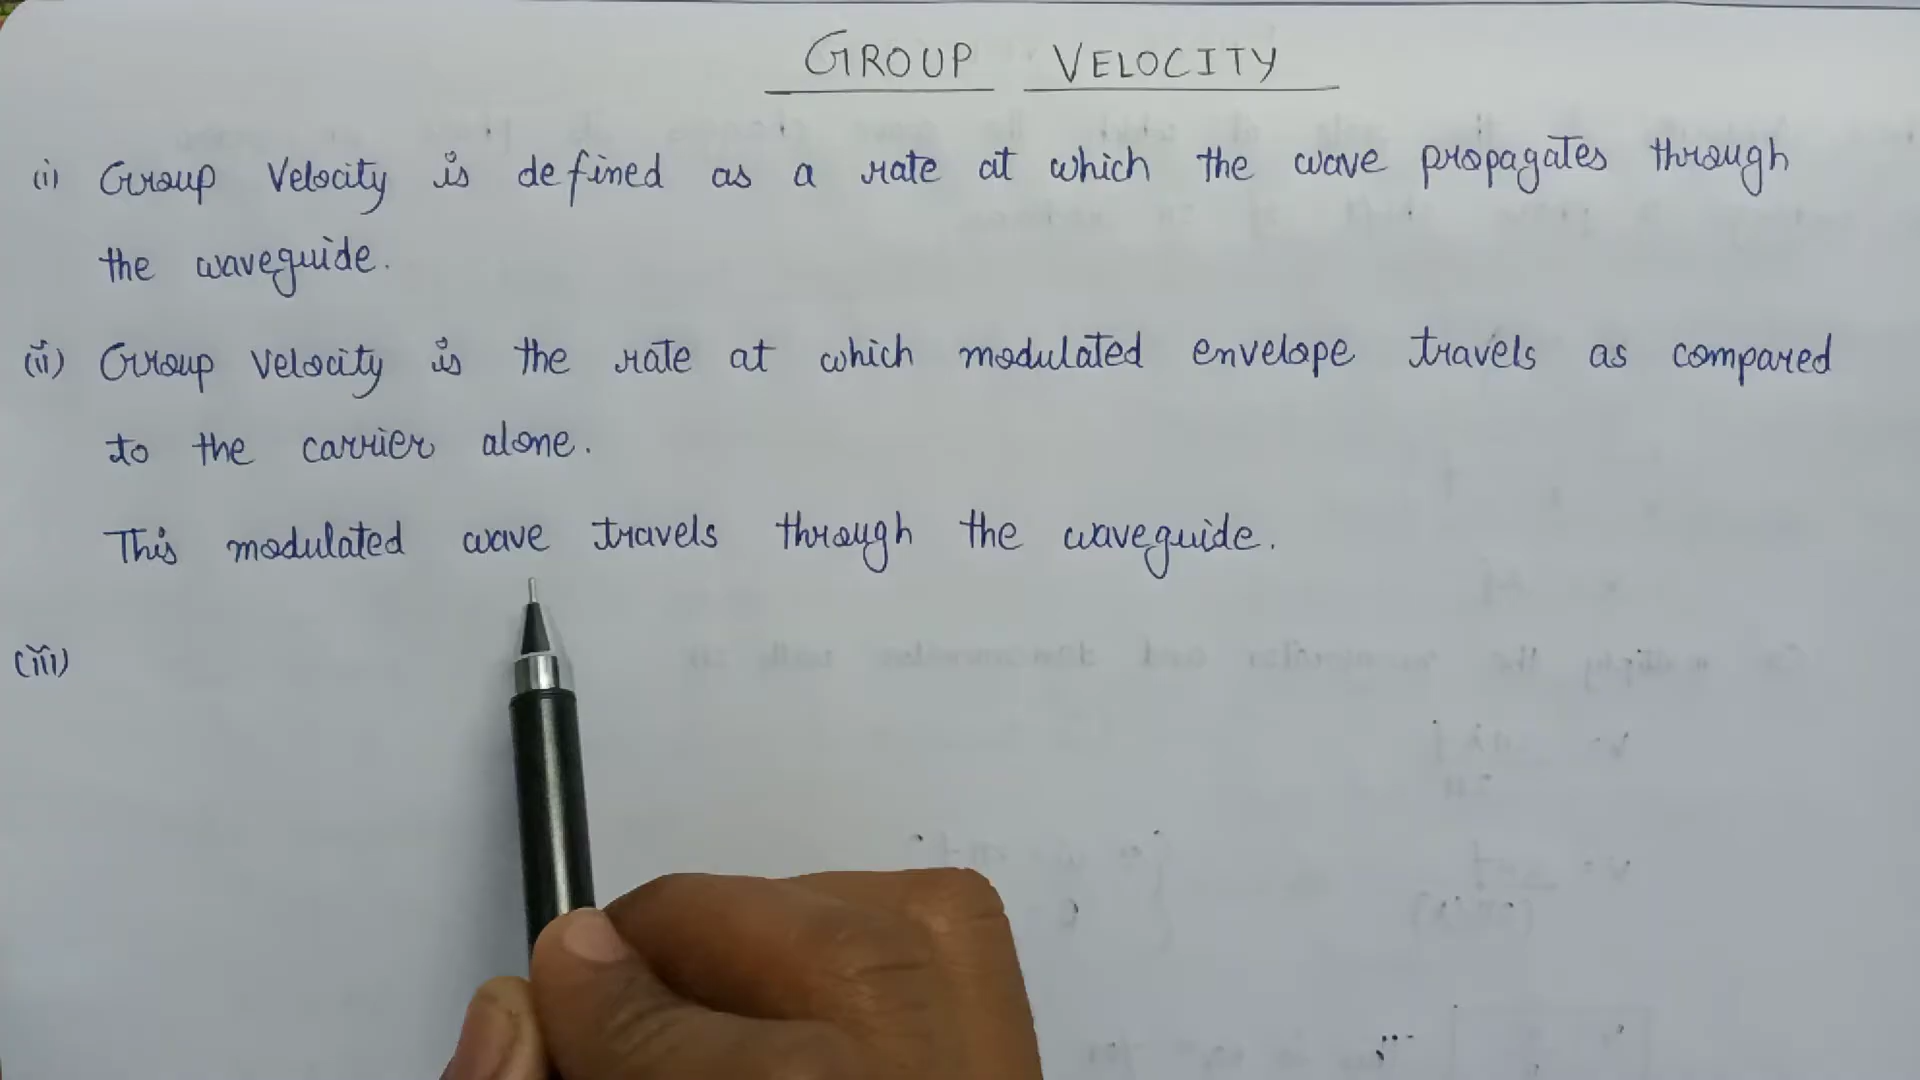 GROUP VELOCITY
(i) Group Velocity is defined as a rate at which the wave propagates through
the waveguide.
(ii) Group Velocity is the rate at which modulated envelope travels as compared
to the carrier alone.
This modulated wave travels through the waveguide.
(iii)